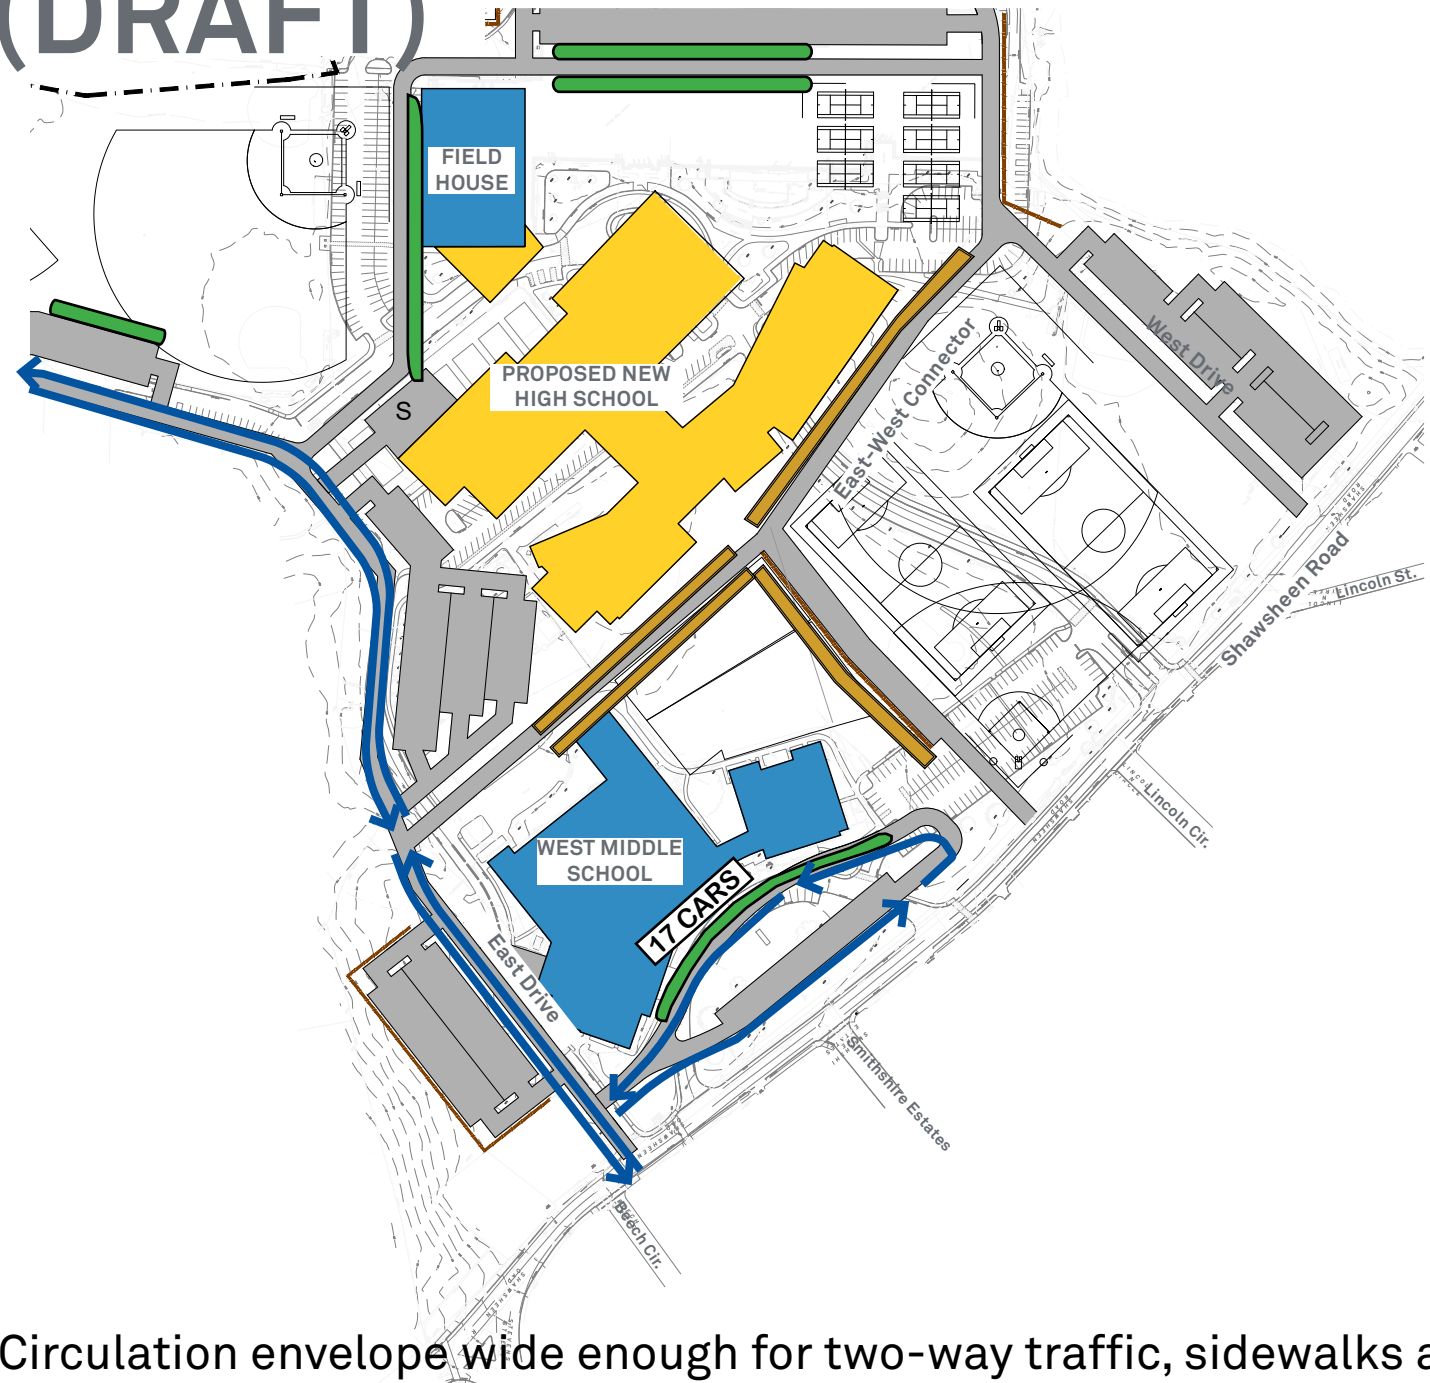 (DRAFT)
FIELD
HOUSE
PROPOSED NEW
HIGH SCHOOL
S
West Drive
East-West Connector
Shawsheen Road
Lincoln St.
Lincoln Cir.
WEST MIDDLE
SCHOOL
17 CARS
East Drive
Smithshire Estates
Beech Cir.
Circulation envelope wide enough for two-way traffic, sidewalks a